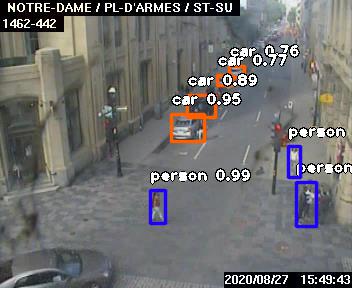 NOTRE-DAME / PL-D'ARMES / ST-SU
1462-442
car 0.76
car 0.77
car 0.89
car 0.95
person
person
person 0.99
2020/08/27 15:49:43